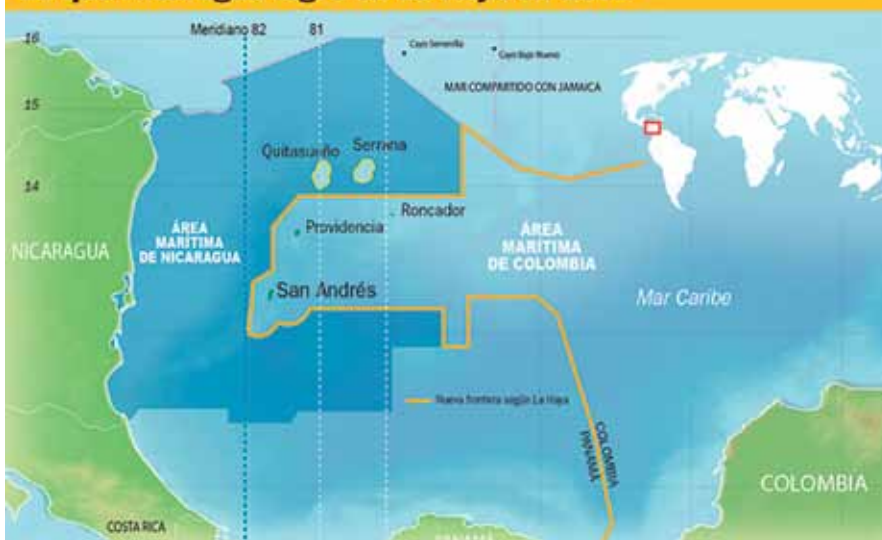 Meridiano 82
81
16
15
14
Cayo Serranilla
Cayo Bajo Nuevo
MAR COMPARTIDO CON JAMAICA
Quitasueño
Serrana
Roncador
Providencia
San Andrés
NICARAGUA
ÁREA
MARÍTIMA
DE NICARAGUA
ÁREA
MARÍTIMA
DE COLOMBIA
Mar Caribe
Nueva frontera según La Haya
COLOMBIA
PANAMÁ
COLOMBIA
COSTA RICA
PANAMÁ